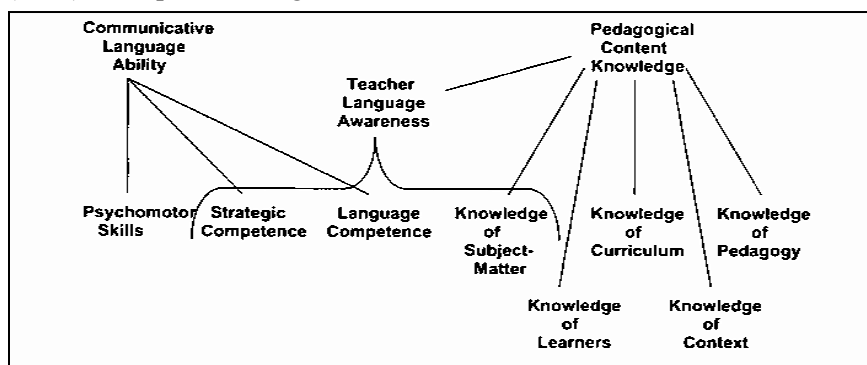 Communicative
Language
Ability
Pedagogical
Content
Knowledge
Teacher
Language
Awareness
Psychomotor
Skills
Strategic
Competence
Language
Competence
Knowledge
of
Subject-
Matter
Knowledge
of
Curriculum
Knowledge
of
Pedagogy
Knowledge
of
Learners
Knowledge
of
Context